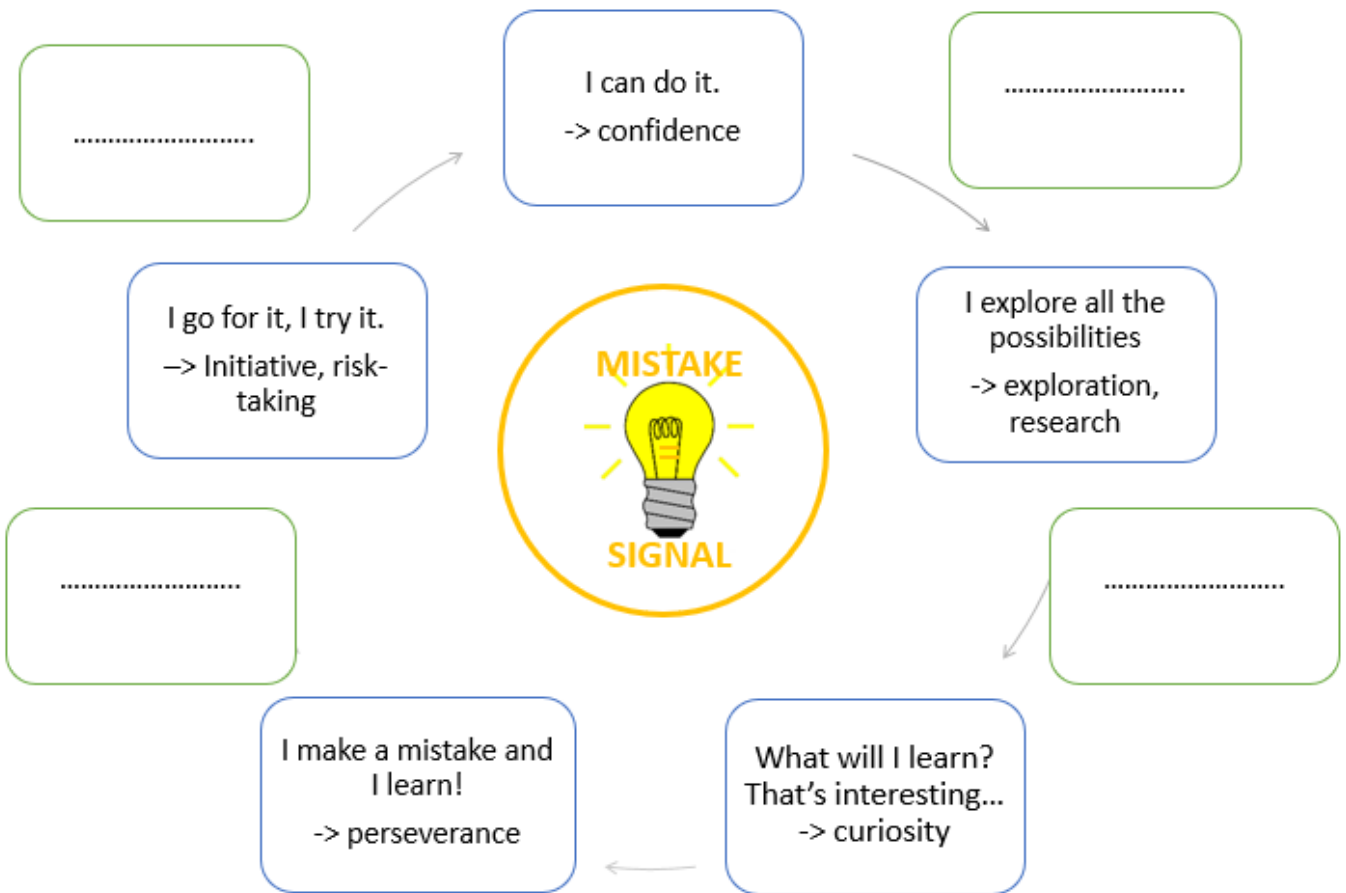 ………………………
I can do it.
-> confidence
………………………
I go for it, I try it.
–> Initiative, risk-
taking
I explore all the
possibilities
-> exploration,
research
MISTAKE
SIGNAL
………………………
………………………
I make a mistake and
I learn!
-> perseverance
What will I learn?
That’s interesting…
-> curiosity